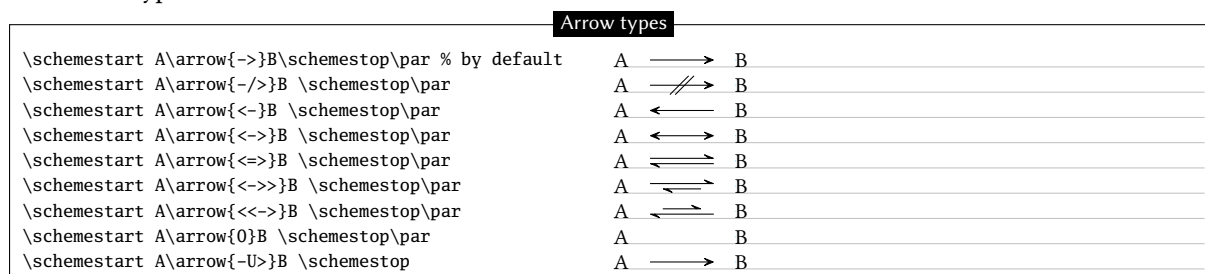 Arrow types
\schemestart A\arrow{->}B\schemestop\par % by default A B
\schemestart A\arrow{-/>}B \schemestop\par A B
\schemestart A\arrow{<-}B \schemestop\par A B
\schemestart A\arrow{<->}B \schemestop\par A B
\schemestart A\arrow{<=>}B \schemestop\par A B
\schemestart A\arrow{<->>}B \schemestop\par A B
\schemestart A\arrow{<<->}B \schemestop\par A B
\schemestart A\arrow{0}B \schemestop\par A B
\schemestart A\arrow{-U>}B \schemestop A B